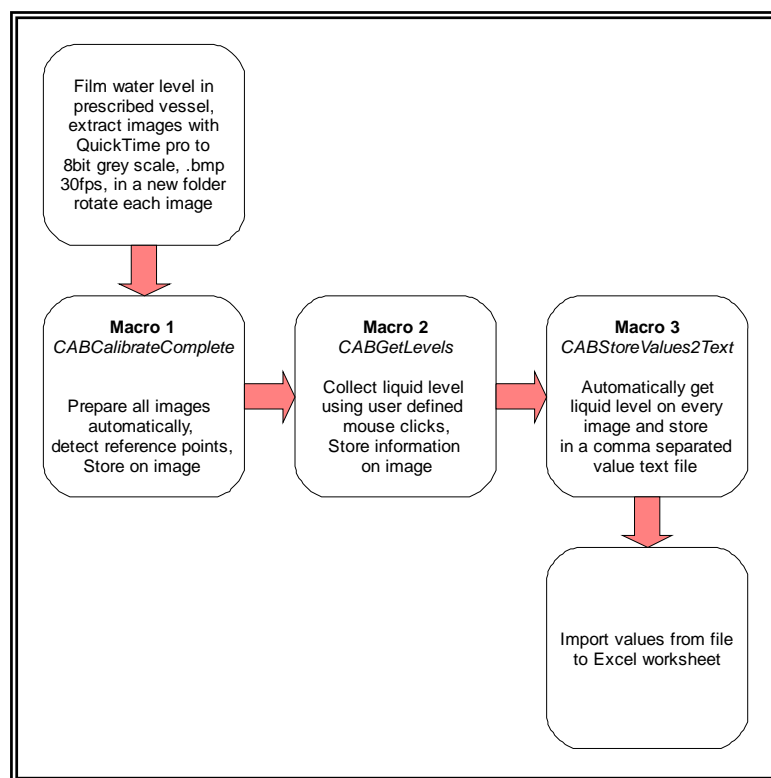 Film water level in
prescribed vessel,
extract images with
QuickTime pro to
8bit grey scale, .bmp
30fps, in a new folder
rotate each image
Macro 1
CABCalibrateComplete
Prepare all images
automatically,
detect reference points,
Store on image
Macro 2
CABGetLevels
Collect liquid level
using user defined
mouse clicks,
Store information
on image
Macro 3
CABStoreValues2Text
Automatically get
liquid level on every
image and store
in a comma separated
value text file
Import values from file
to Excel worksheet